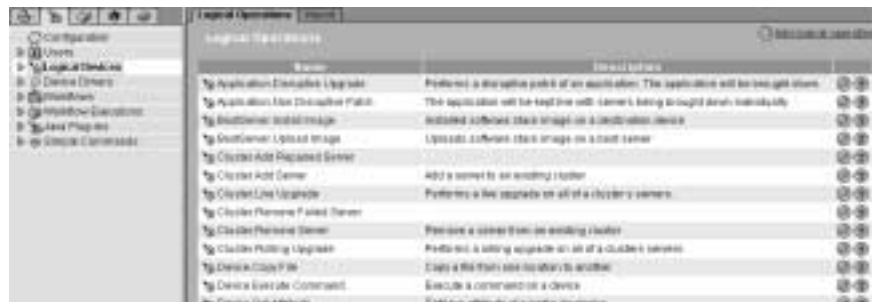 Logical Operations
Logical Operations
Configuration
Users
Logical Devices
Device Drivers
Workflows
Workflow Executions
Java Plug-ins
Simple Commands
Name Description
Application Disruptive Upgrade Performs a disruptive patch of an application. The application will be brought down
Application Non Disruptive Patch The application will be kept live with servers being brought down individually
BootServer Install Image Installed software stack image on a destination device
BootServer Upload Image Uploads software stack image on a boot server
Cluster Add Repaired Server
Cluster Add Server Add a server to an existing cluster
Cluster Live Upgrade Performs a live upgrade on all of a cluster's servers
Cluster Remove Failed Server
Cluster Remove Server Remove a server from an existing cluster
Cluster Rolling Upgrade Performs a rolling upgrade on all of a clusters servers
Device Copy File Copy a file from one location to another
Device Execute Command Execute a command on a device